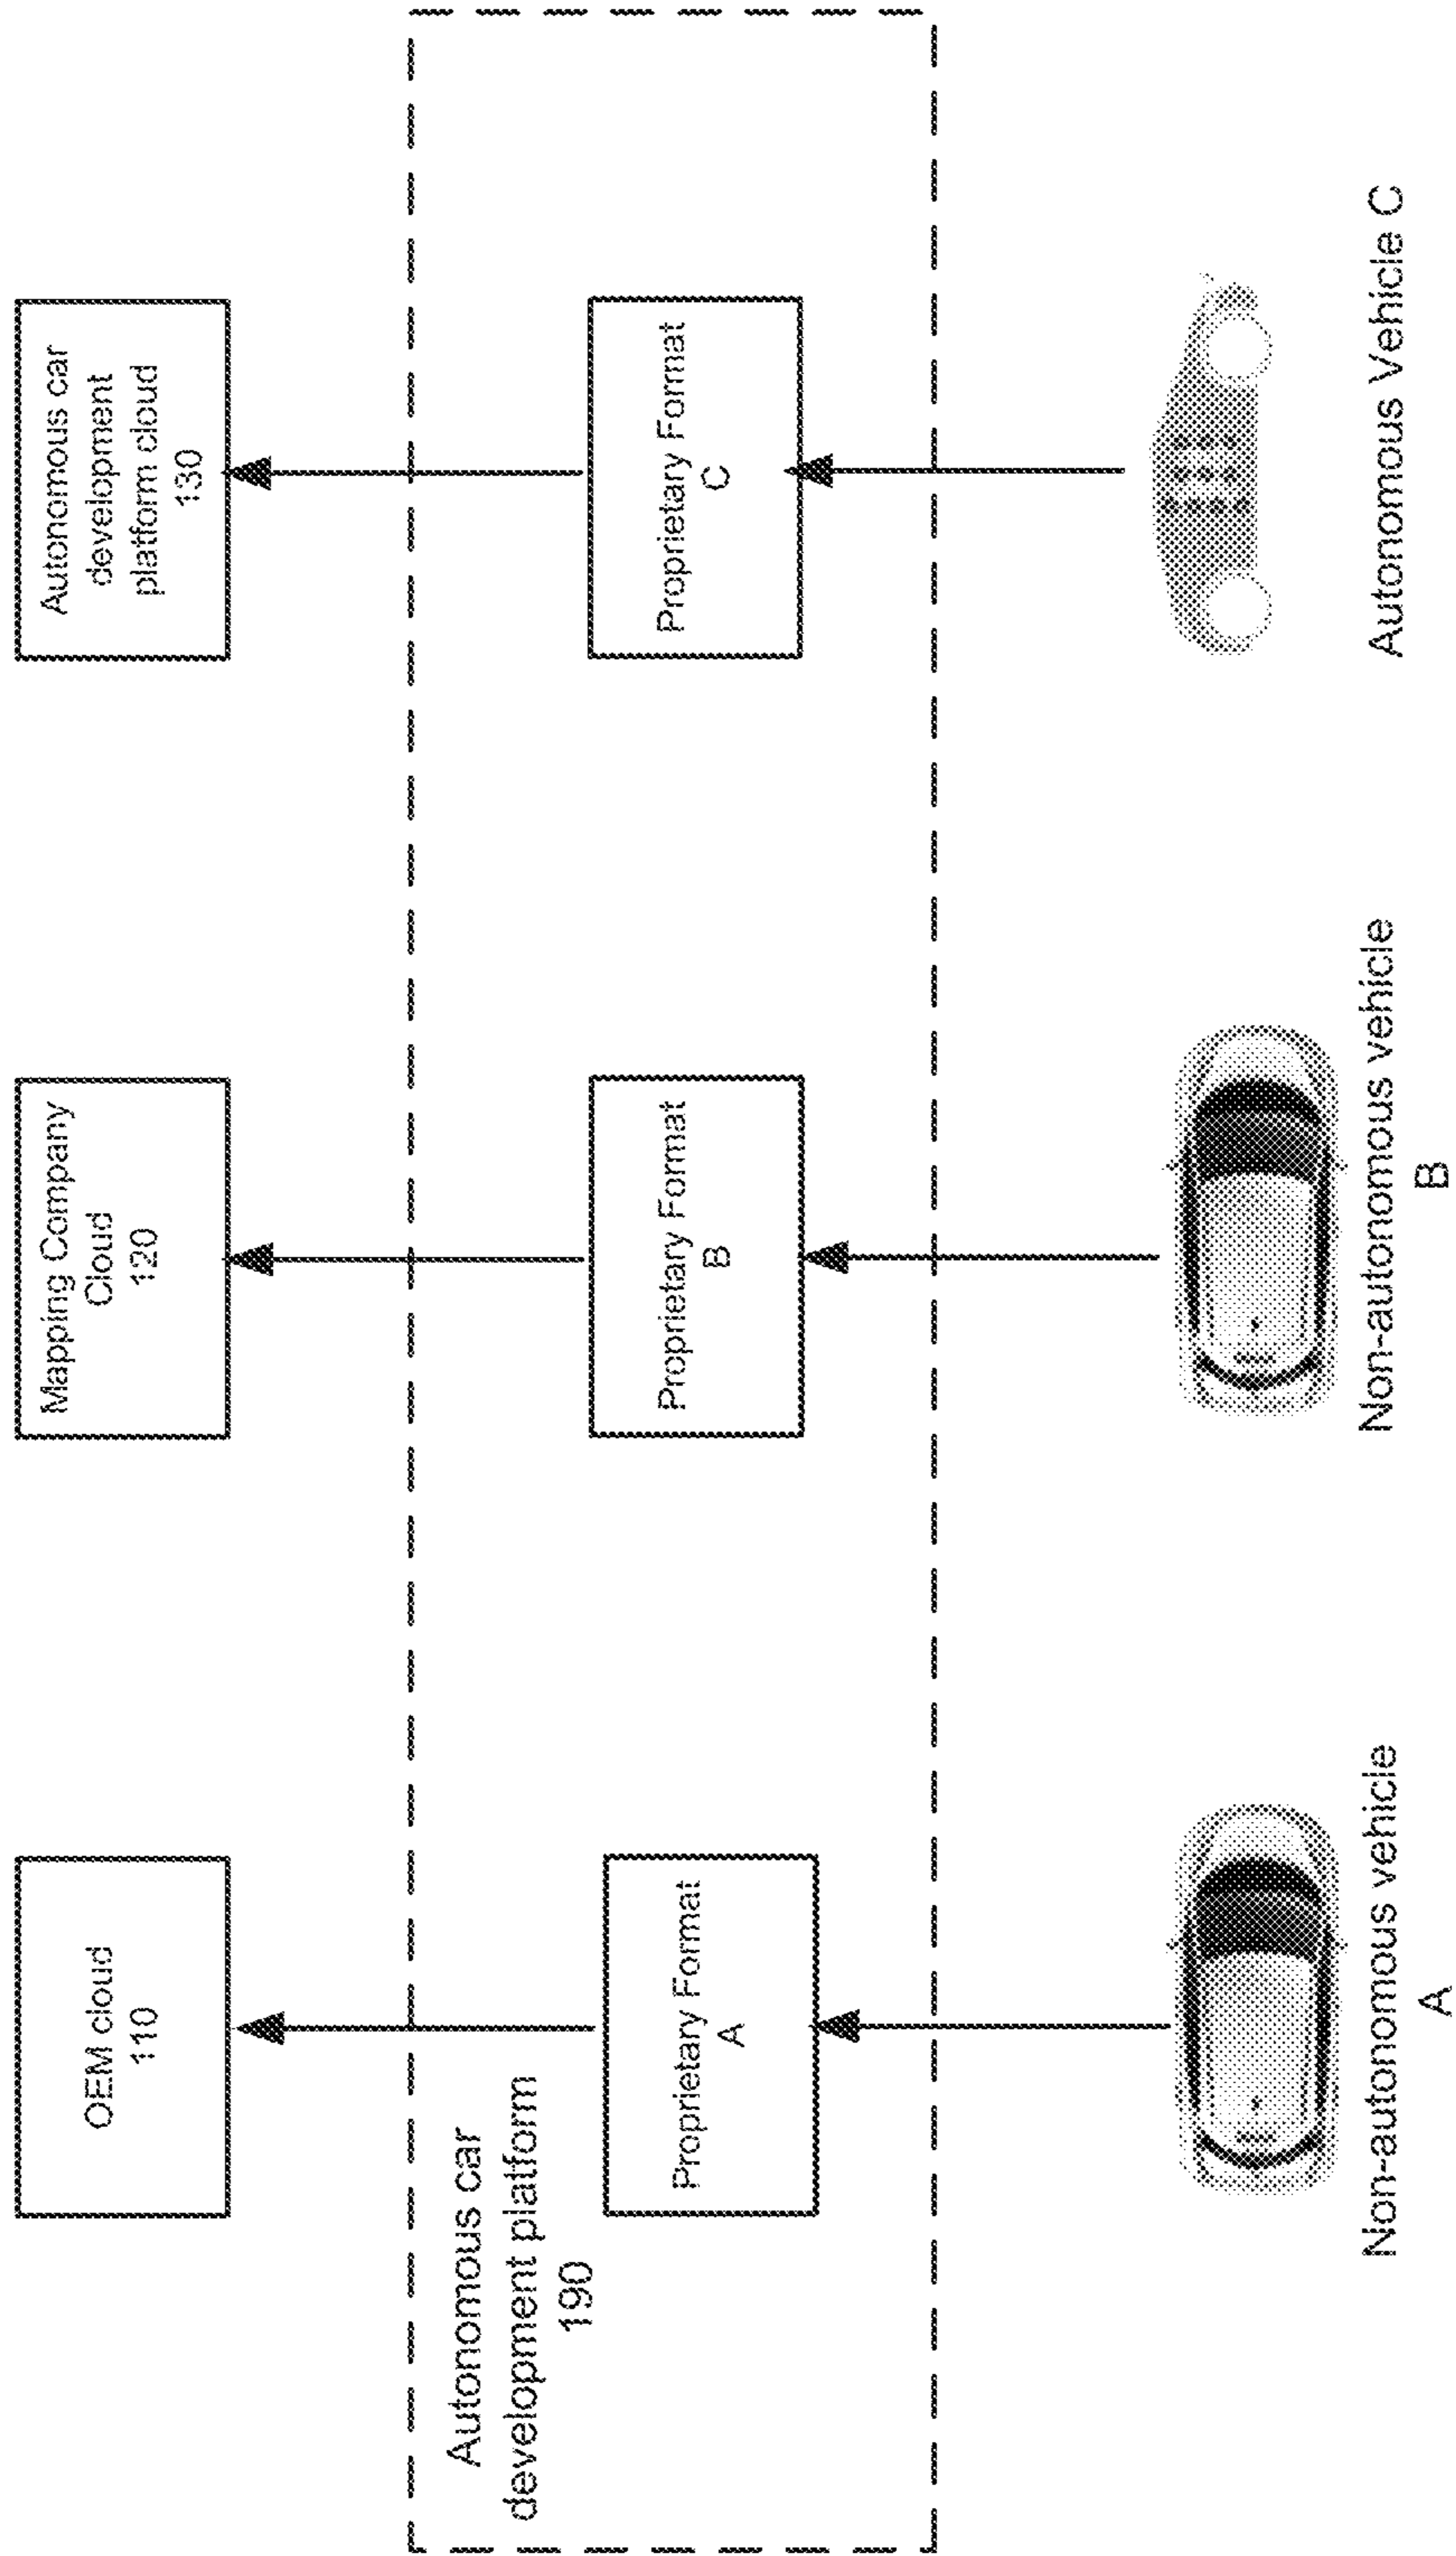 OEM cloud
110
Mapping Company
Cloud
120
Autonomous car
development
platform cloud
130
Autonomous car
development platform
190
Proprietary Format
A
Proprietary Format
B
Proprietary Format
C
Non-autonomous vehicle
A
Non-autonomous vehicle
B
Autonomous Vehicle C